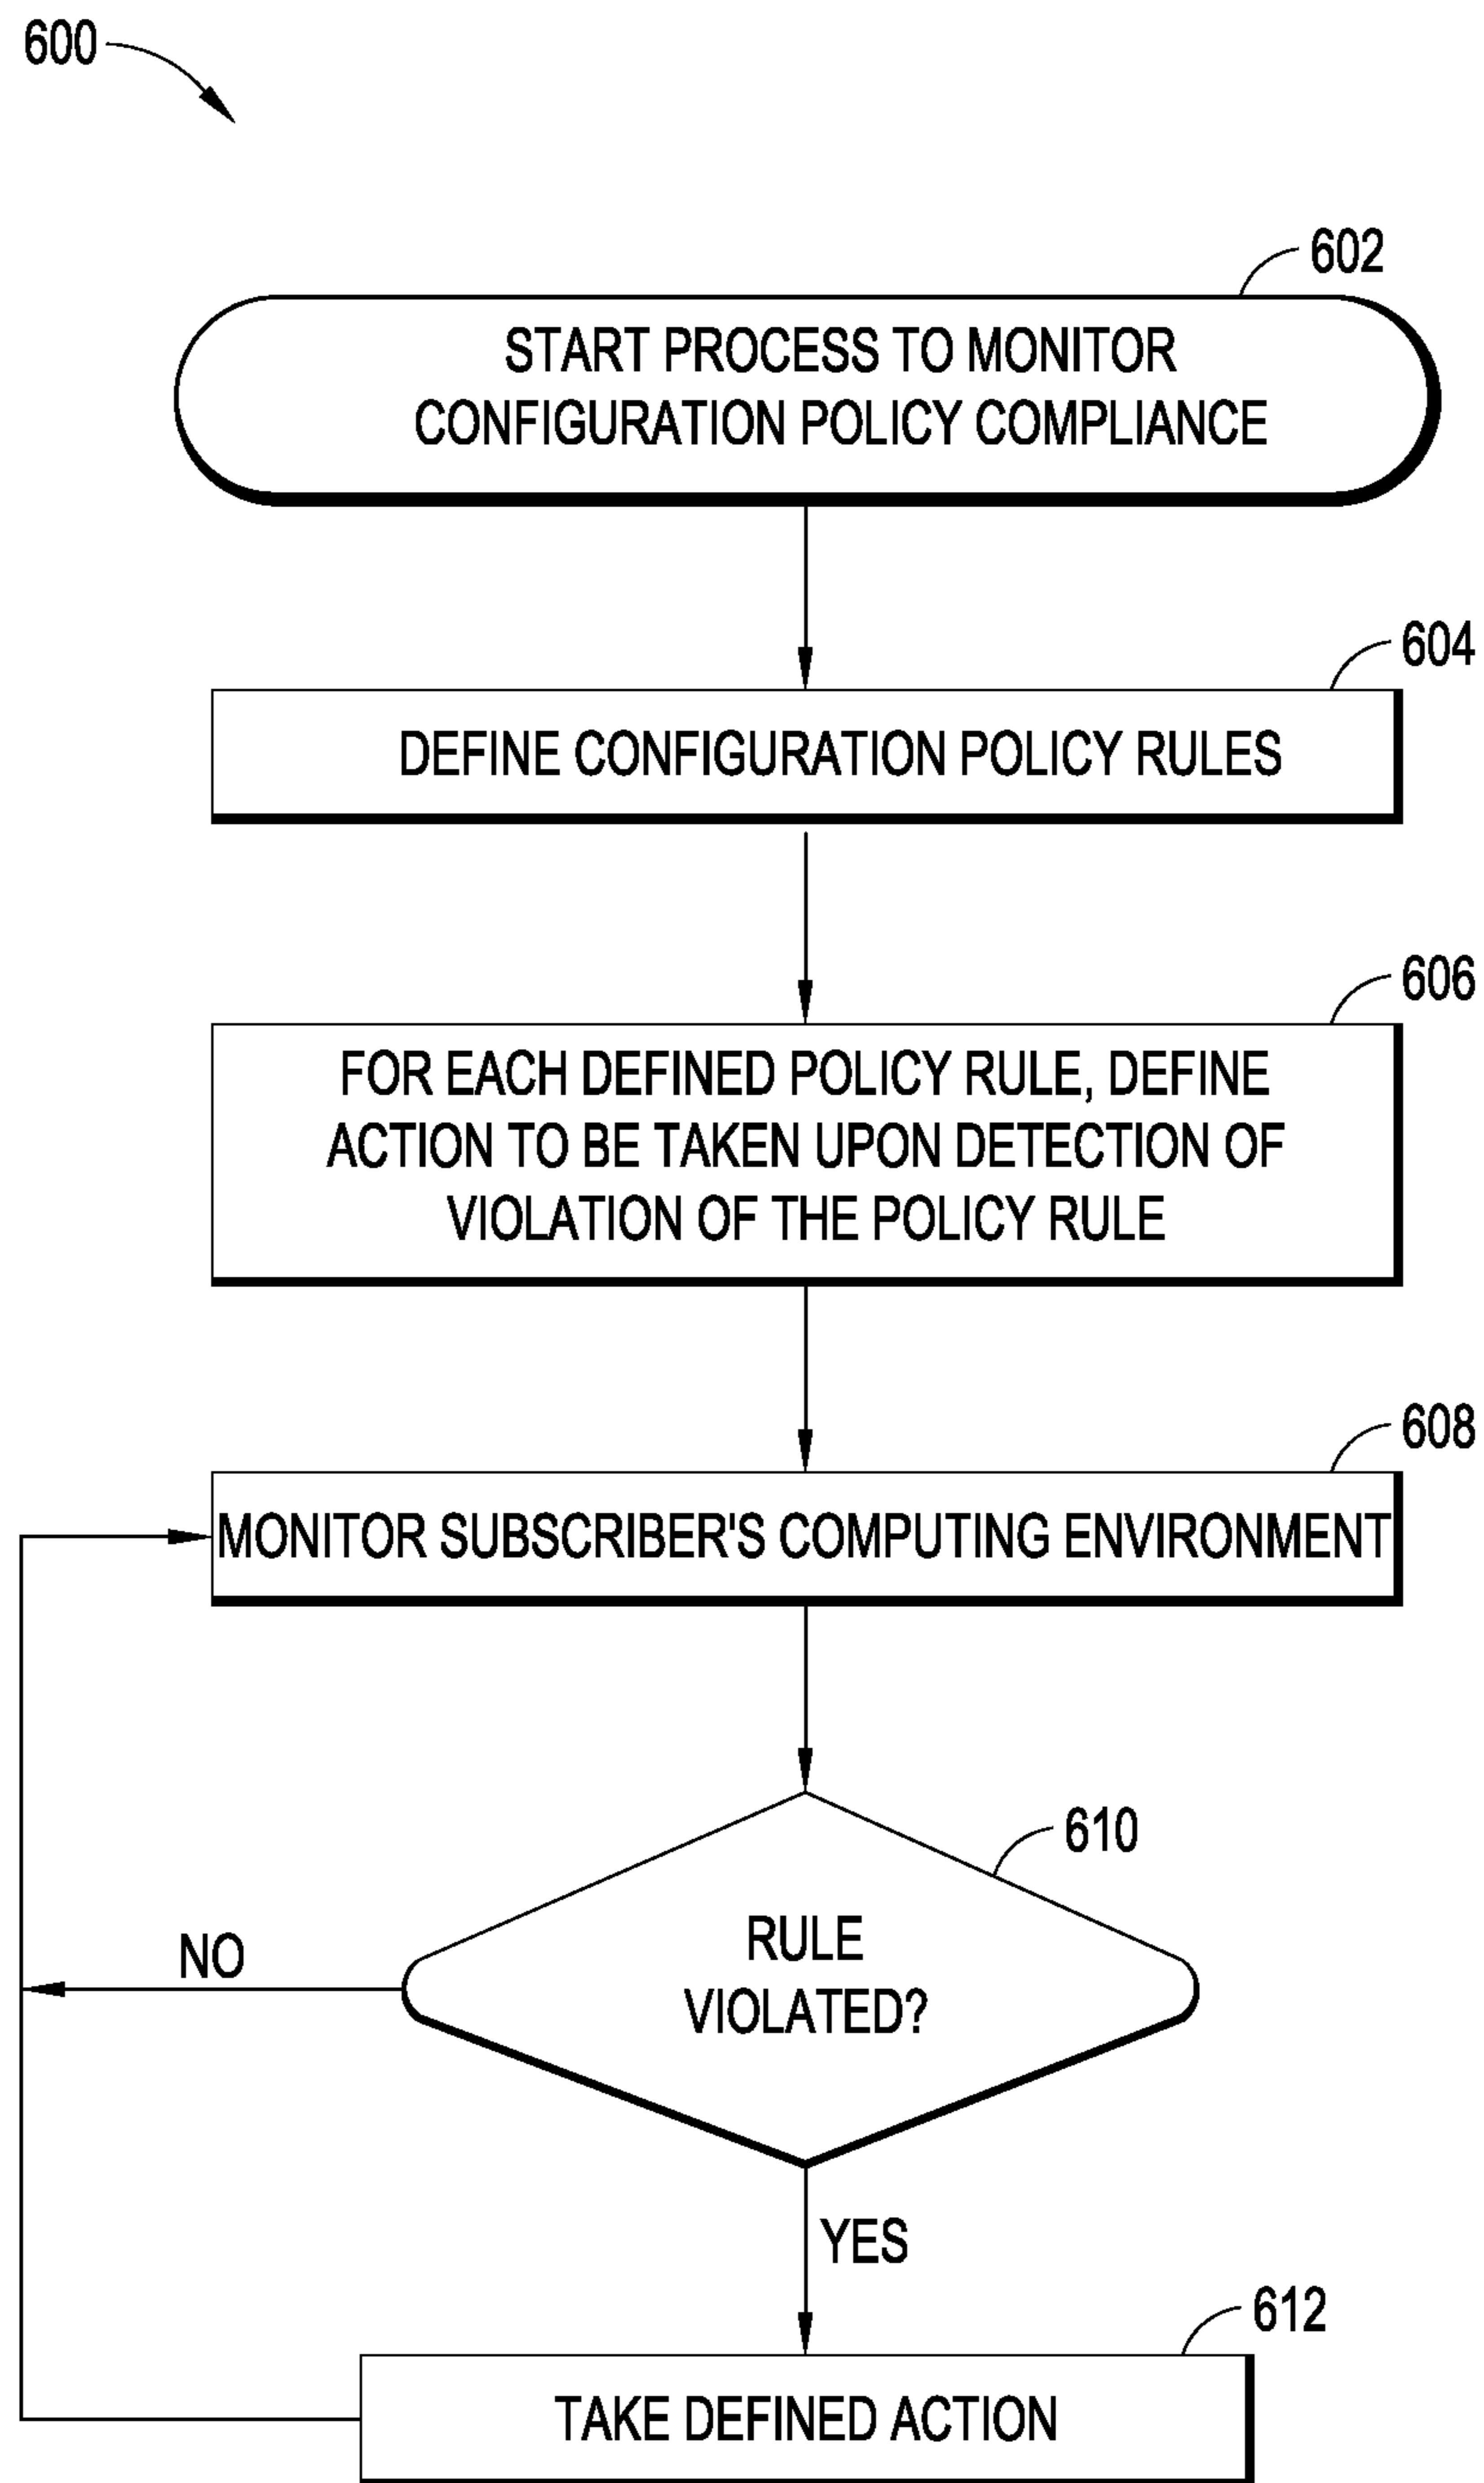 600
602
START PROCESS TO MONITOR
CONFIGURATION POLICY COMPLIANCE
604
DEFINE CONFIGURATION POLICY RULES
606
FOR EACH DEFINED POLICY RULE, DEFINE
ACTION TO BE TAKEN UPON DETECTION OF
VIOLATION OF THE POLICY RULE
608
MONITOR SUBSCRIBER'S COMPUTING ENVIRONMENT
610
RULE
VIOLATED?
NO
YES
612
TAKE DEFINED ACTION